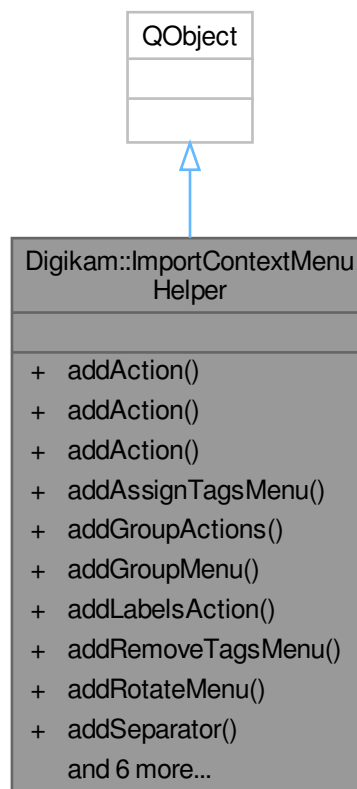 QObject
Digikam::ImportContextMenu
Helper
+ addAction()
+ addAction()
+ addAction()
+ addAssignTagsMenu()
+ addGroupActions()
+ addGroupMenu()
+ addLabelsAction()
+ addRemoveTagsMenu()
+ addRotateMenu()
+ addSeparator()
and 6 more...